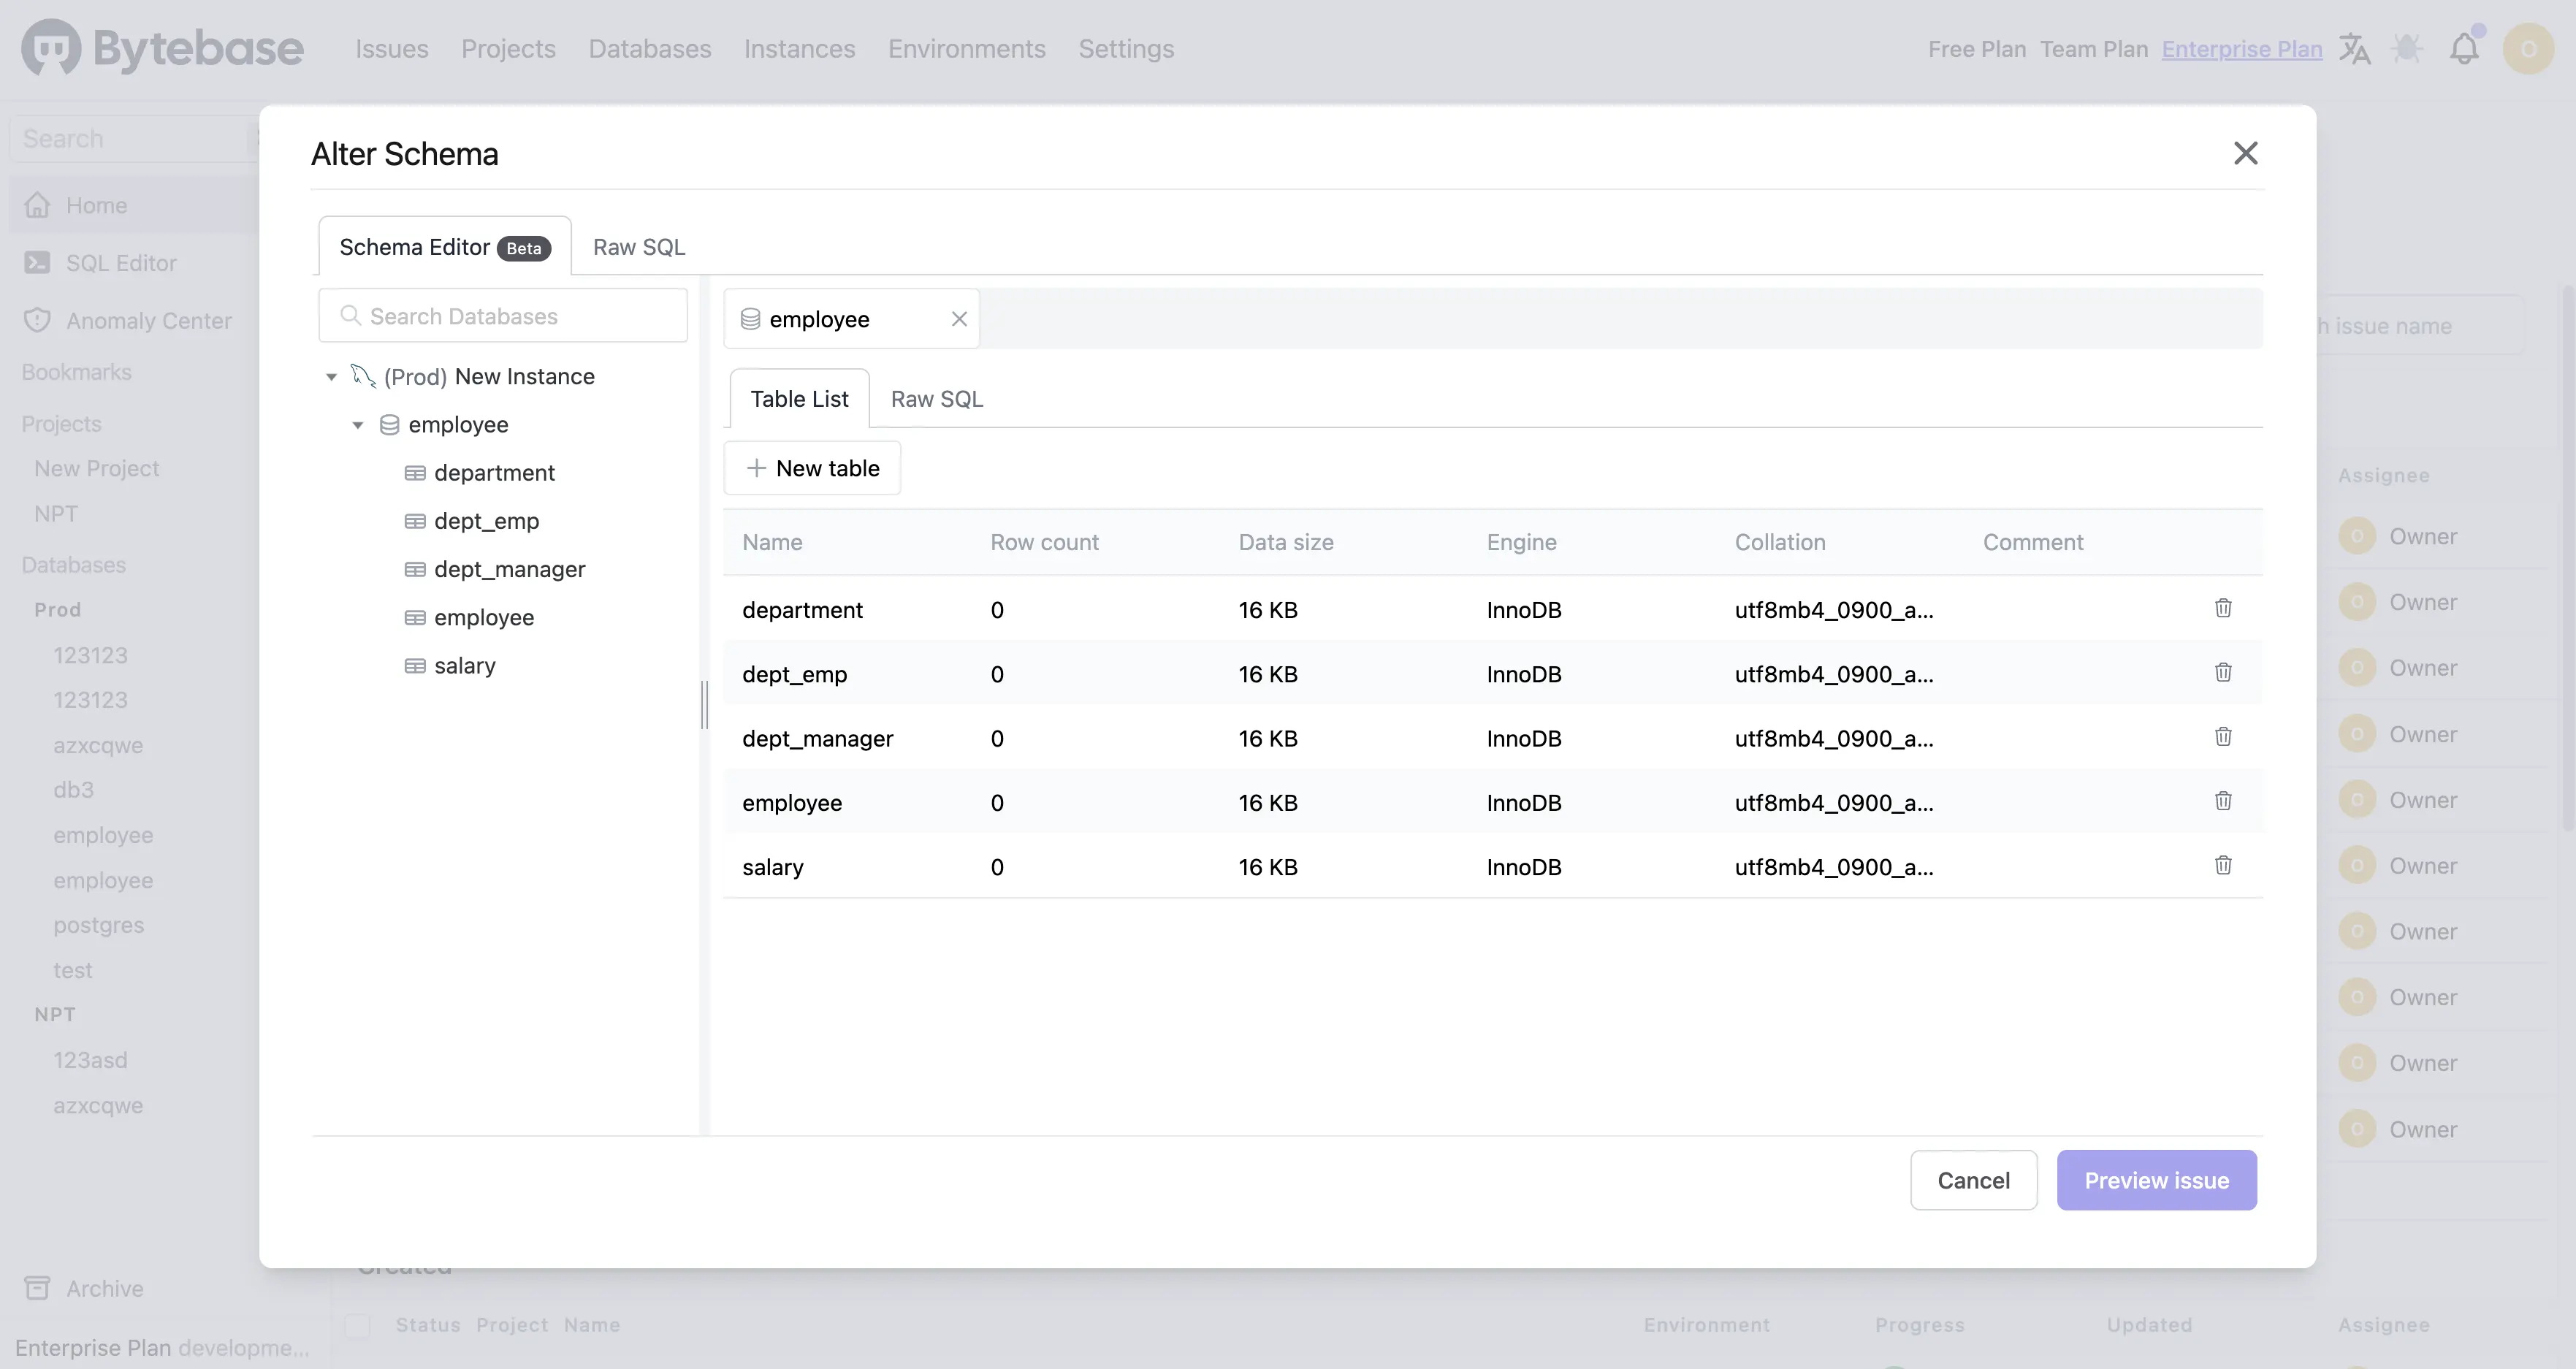 Bytebase Issues Projects Databases Instances Environments Settings Free Plan Team Plan Enterprise Plan O
Search
Home
SQL Editor
Anomaly Center
Bookmarks
Projects
New Project
NPT
Databases
Prod
123123
123123
azxcqwe
db3
employee
employee
postgres
test
NPT
123asd
azxcqwe
Archive
Enterprise Plan developme...
Alter Schema
Schema Editor Beta Raw SQL
Search Databases
(Prod) New Instance
employee
department
dept_emp
dept_manager
employee
salary
employee
Table List Raw SQL
New table
Name Row count Data size Engine Collation Comment
department 0 16 KB InnoDB utf8mb4_0900_a...
dept_emp 0 16 KB InnoDB utf8mb4_0900_a...
dept_manager 0 16 KB InnoDB utf8mb4_0900_a...
employee 0 16 KB InnoDB utf8mb4_0900_a...
salary 0 16 KB InnoDB utf8mb4_0900_a...
Cancel Preview issue
h issue name
Assignee
O Owner
O Owner
O Owner
O Owner
O Owner
O Owner
O Owner
O Owner
O Owner
O Owner
Created
Status Project Name Environment Progress Updated Assignee